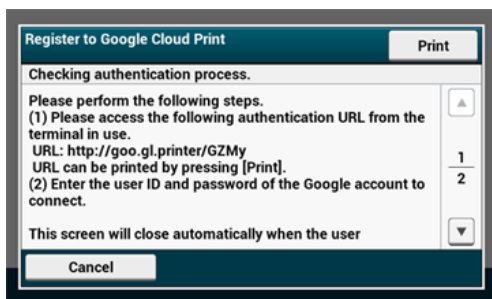 Register to Google Cloud Print
Print
Checking authentication process.
Please perform the following steps.
(1) Please access the following authentication URL from the
terminal in use.
URL: http://goo.gl.printer/GZMy
URL can be printed by pressing [Print].
(2) Enter the user ID and password of the Google account to
connect.
This screen will close automatically when the user
1
2
Cancel